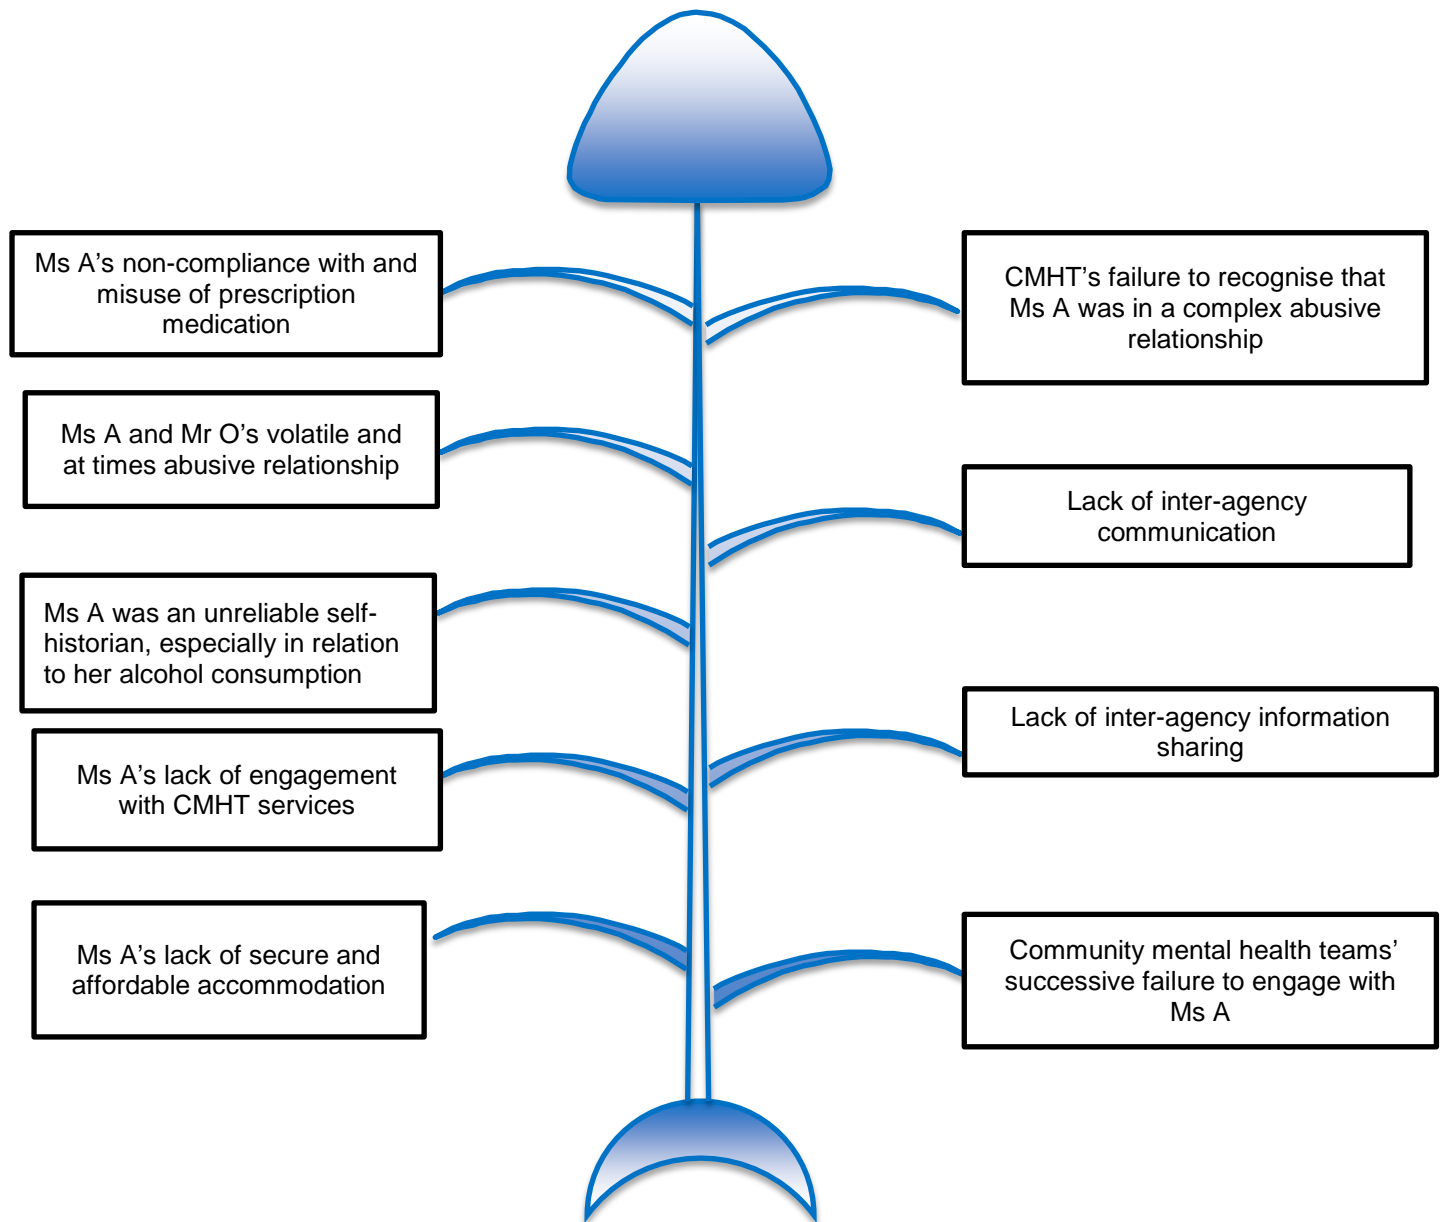 Ms A’s non-compliance with and
misuse of prescription
medication
Ms A and Mr O’s volatile and
at times abusive relationship
Ms A was an unreliable self-
historian, especially in relation
to her alcohol consumption
Ms A’s lack of engagement
with CMHT services
Ms A’s lack of secure and
affordable accommodation
CMHT’s failure to recognise that
Ms A was in a complex abusive
relationship
Lack of inter-agency
communication
Lack of inter-agency information
sharing
Community mental health teams’
successive failure to engage with
Ms A